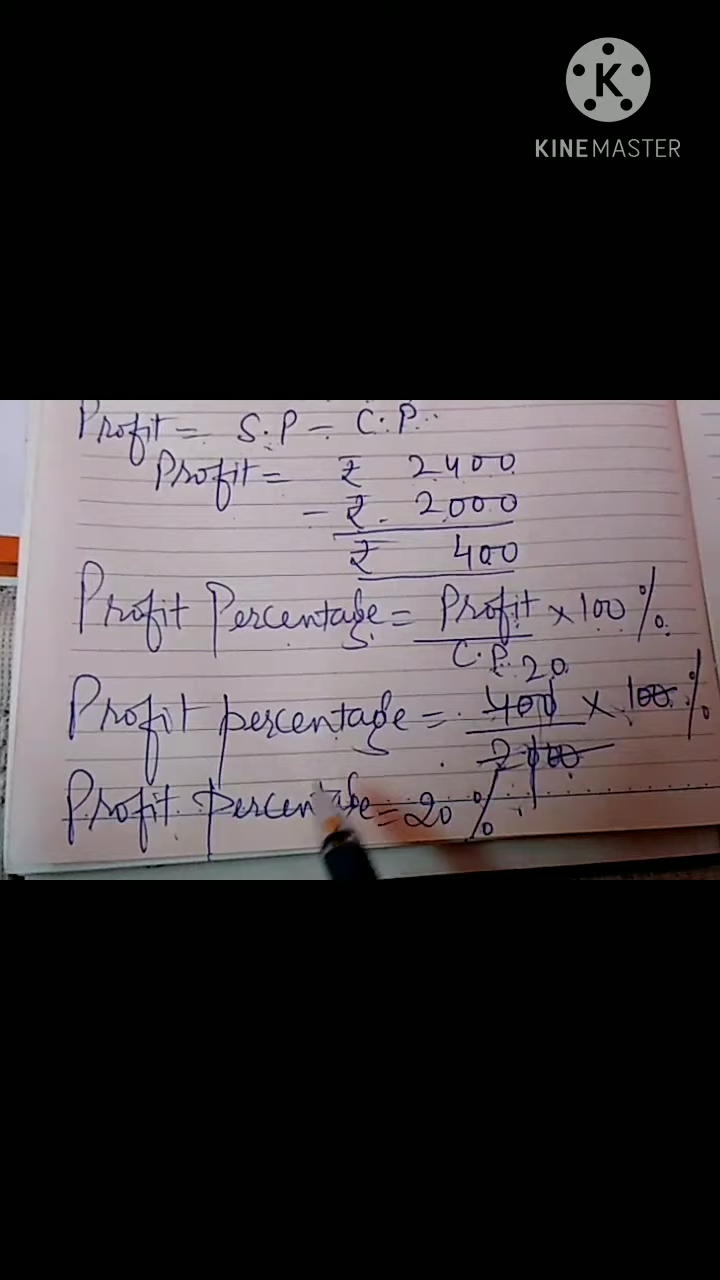 K
KINEMASTER
Profit = S.P - C.P.
Profit = ₹ 2400
- ₹. 2000
₹ 400
Profit Percentage = Profit × 100 %
C.P.
20
Profit percentage = 400 × 100 %
2000
Profit percentage = 20 %